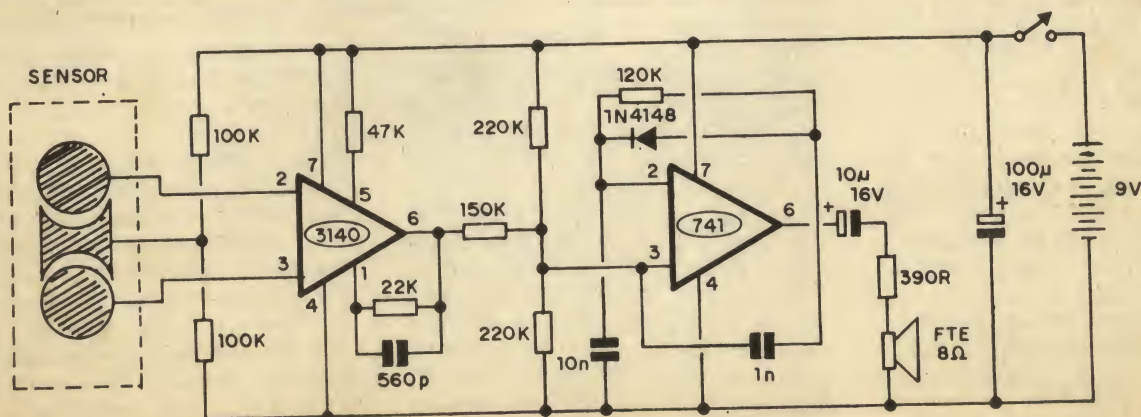 SENSOR
100K
100K
2
3
7
5
6
1
4
3140
47K
22K
560p
150K
220K
220K
120K
1N4148
10n
2
3
7
6
4
741
1n
+
10µ
16V
390R
FTE
8Ω
100µ
16V
+
9V